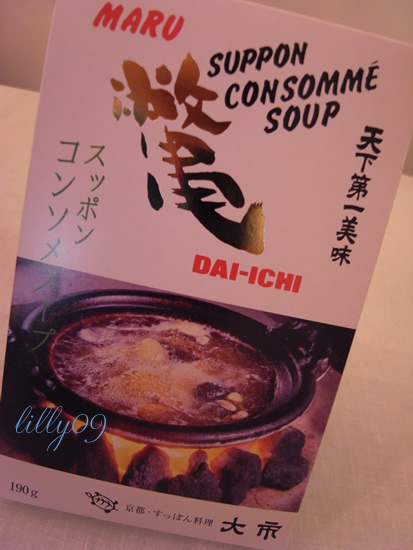 MARU
SUPPON
CONSOMMÉ
SOUP
鼈
天下第一美味
スッポン
コンソメスープ
DAI-ICHI
lilly09
190g
京都・すっぽん料理 大市